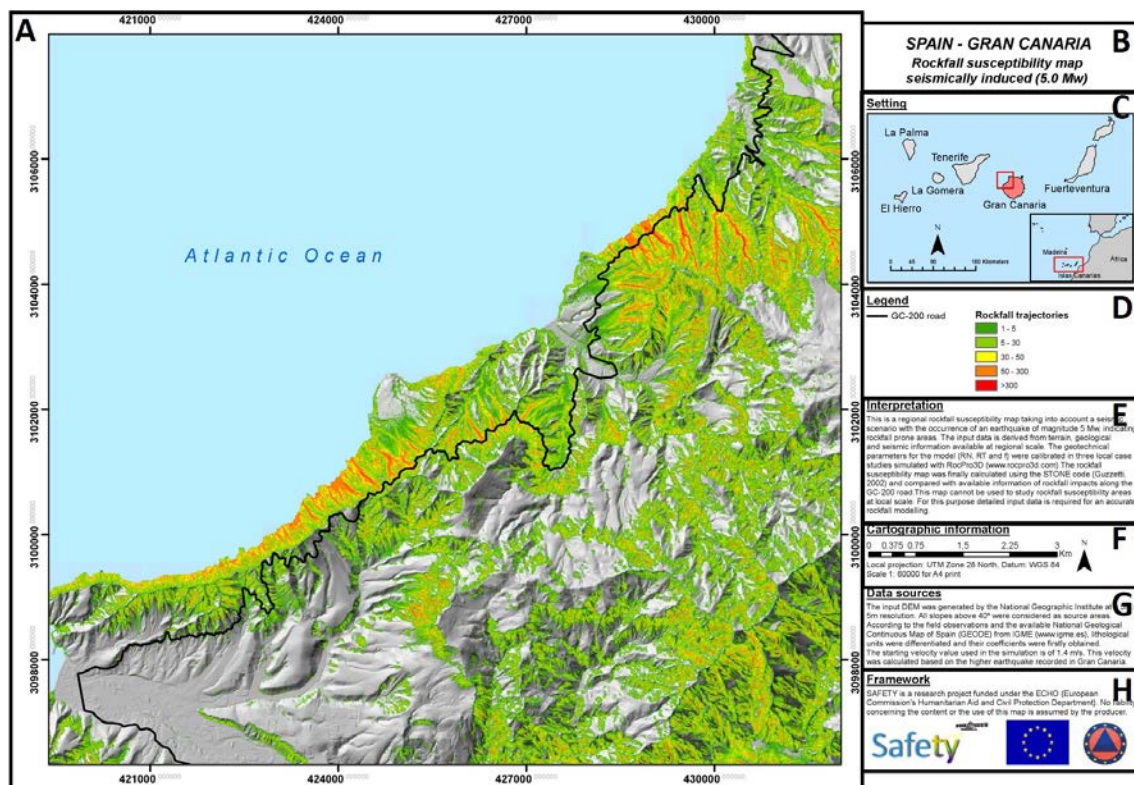 A
421000
424000
427000
430000
3106000
3104000
3102000
3100000
3098000
Atlantic Ocean
3106000
3104000
3102000
3100000
3098000
421000
424000
427000
430000
SPAIN - GRAN CANARIA
B
Rockfall susceptibility map
seismically induced (5.0 Mw)
Setting
C
La Palma
Tenerife
La Gomera
Fuerteventura
El Hierro
Gran Canaria
N
Madeira
África
Islas Canarias
0 45 90 180 Kilometers
Legend
D
GC-200 road
Rockfall trajectories
1 - 5
5 - 30
30 - 50
50 - 300
>300
Interpretation
E
This is a regional rockfall susceptibility map taking into account a seismic
scenario with the occurrence of an earthquake of magnitude 5 Mw, indicating
rockfall prone areas. The input data is derived from terrain, geological
and seismic information available at regional scale. The geotechnical
parameters for the model (RN, RT and f) were calibrated in three local case
studies simulated with RocPro3D (www.rocpro3d.com).The rockfall
susceptibility map was finally calculated using the STONE code (Guzzetti,
2002) and compared with available information of rockfall impacts along the
GC-200 road.This map cannot be used to study rockfall susceptibility areas
at local scale. For this purpose detailed input data is required for an accurate
rockfall modelling.
Cartographic information
F
0 0.375 0.75 1,5 2,25 3
Km
N
Local projection: UTM Zone 28 North, Datum: WGS 84
Scale 1: 60000 for A4 print
Data sources
G
The input DEM was generated by the National Geographic Institute at
5m resolution. All slopes above 40º were considered as source areas.
According to the field observations and the available National Geological
Continuous Map of Spain (GEODE) from IGME (www.igme.es), lithological
units were differentiated and their coefficients were firstly obtained.
The starting velocity value used in the simulation is of 1.4 m/s. This velocity
was calculated based on the higher earthquake recorded in Gran Canaria
Framework
H
SAFETY is a research project funded under the ECHO (European
Commission's Humanitarian Aid and Civil Protection Department). No liability
concerning the content or the use of this map is assumed by the producer.
Safety